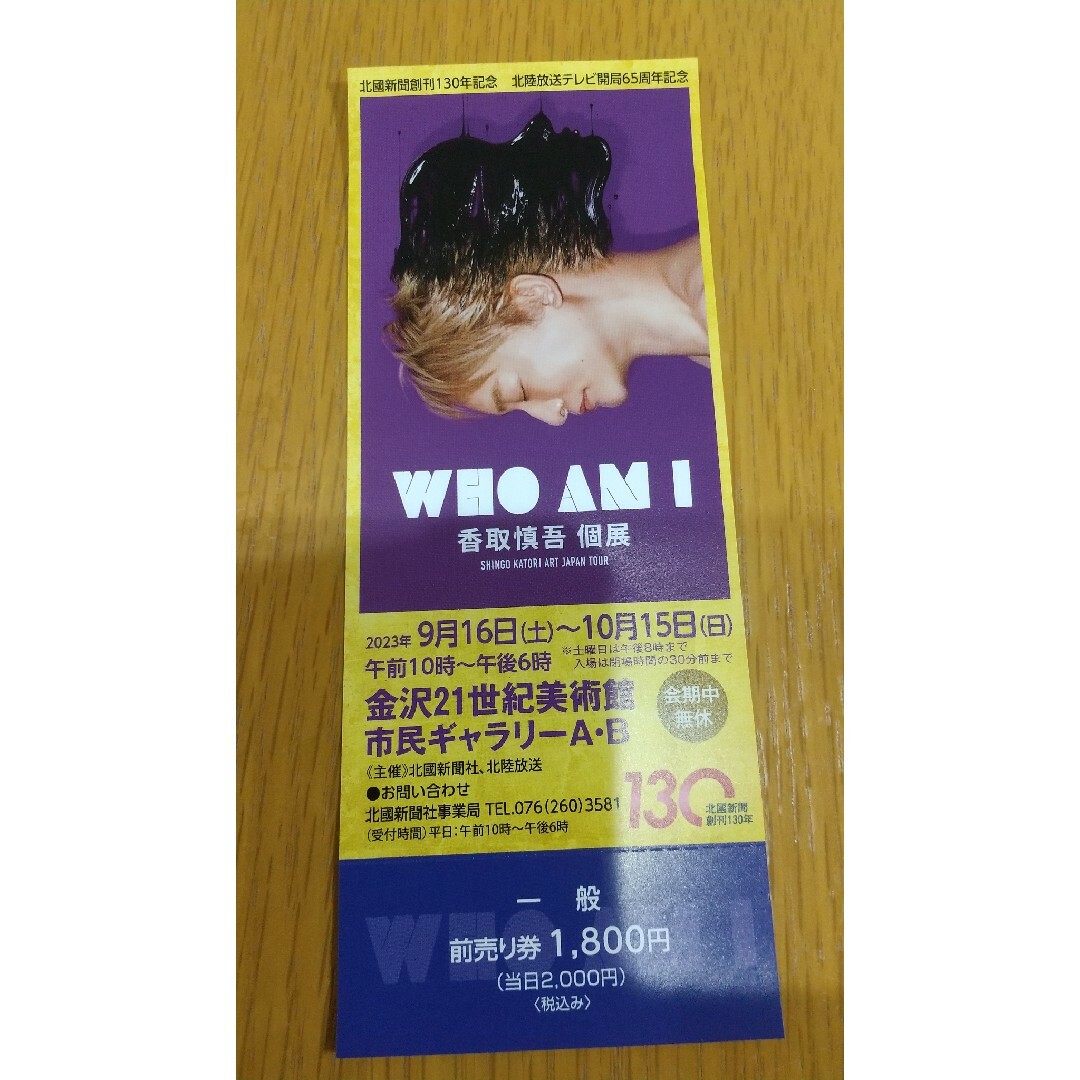 北國新聞創刊130年記念　北陸放送テレビ開局65周年記念
WHO AM I
香取慎吾 個展
SHINGO KATORI ART JAPAN TOUR
2023年 9月16日(土)～10月15日(日)
午前10時～午後6時 ※土曜日は午後8時まで
入場は閉場時間の30分前まで
金沢21世紀美術館
市民ギャラリーA・B
会期中
無休
《主催》北國新聞社、北陸放送
●お問い合わせ
北國新聞社事業局 TEL.076(260)3581
(受付時間)平日:午前10時～午後6時
130 北國新聞
創刊130年
WHO AM I
一 般
前売り券 1,800円
(当日2,000円)
〈税込み〉